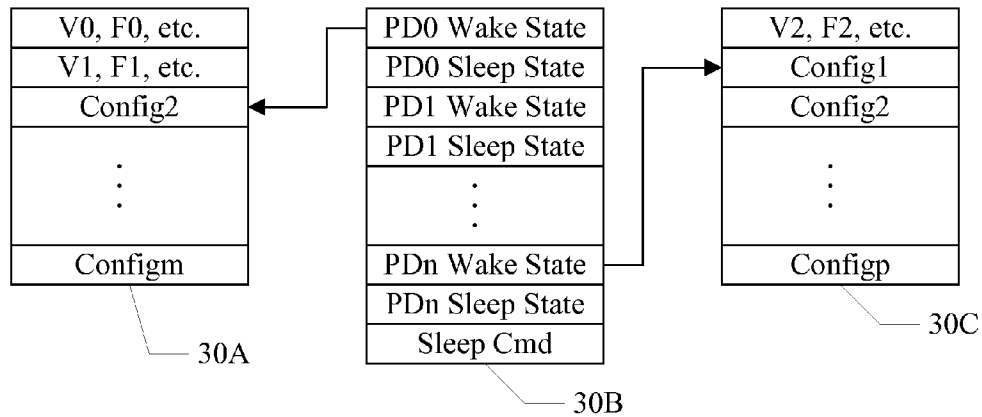 V0, F0, etc.
V1, F1, etc.
Config2
Configm
30A
PD0 Wake State
PD0 Sleep State
PD1 Wake State
PD1 Sleep State
PDn Wake State
PDn Sleep State
Sleep Cmd
30B
V2, F2, etc.
Config1
Config2
Configp
30C